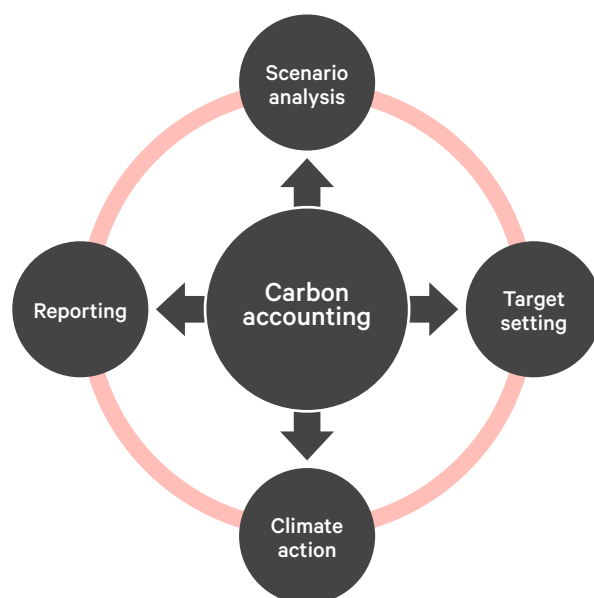 Scenario
analysis
Reporting
Carbon
accounting
Target
setting
Climate
action